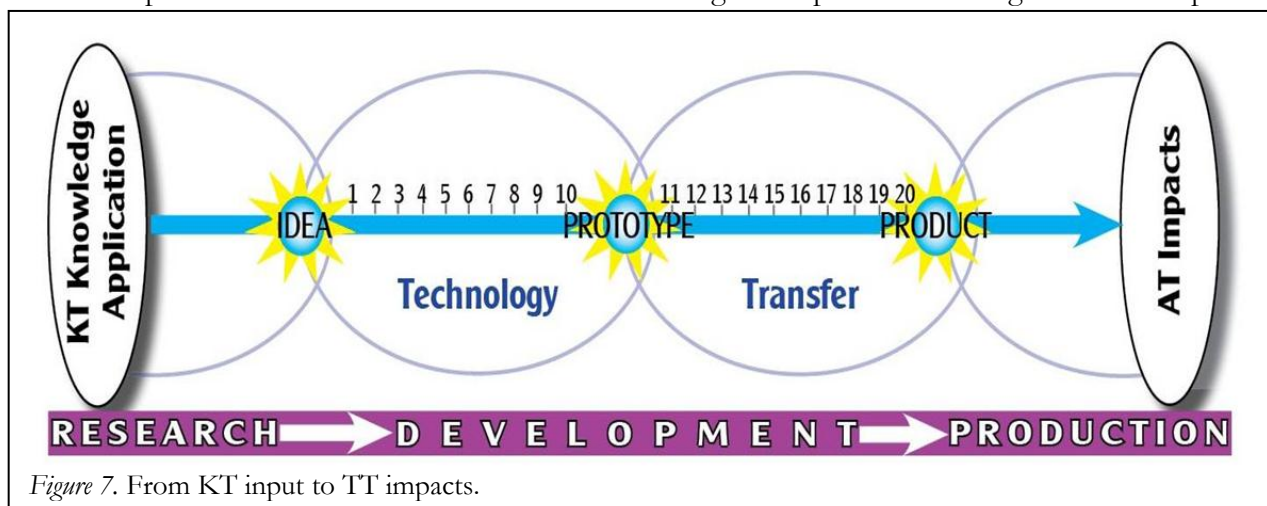 KT Knowledge
Application
IDEA
1 2 3 4 5 6 7 8 9 10
PROTOTYPE
11 12 13 14 15 16 17 18 19 20
PRODUCT
Technology
Transfer
AT Impacts
RESEARCH DEVELOPMENT PRODUCTION
Figure 7. From KT input to TT impacts.